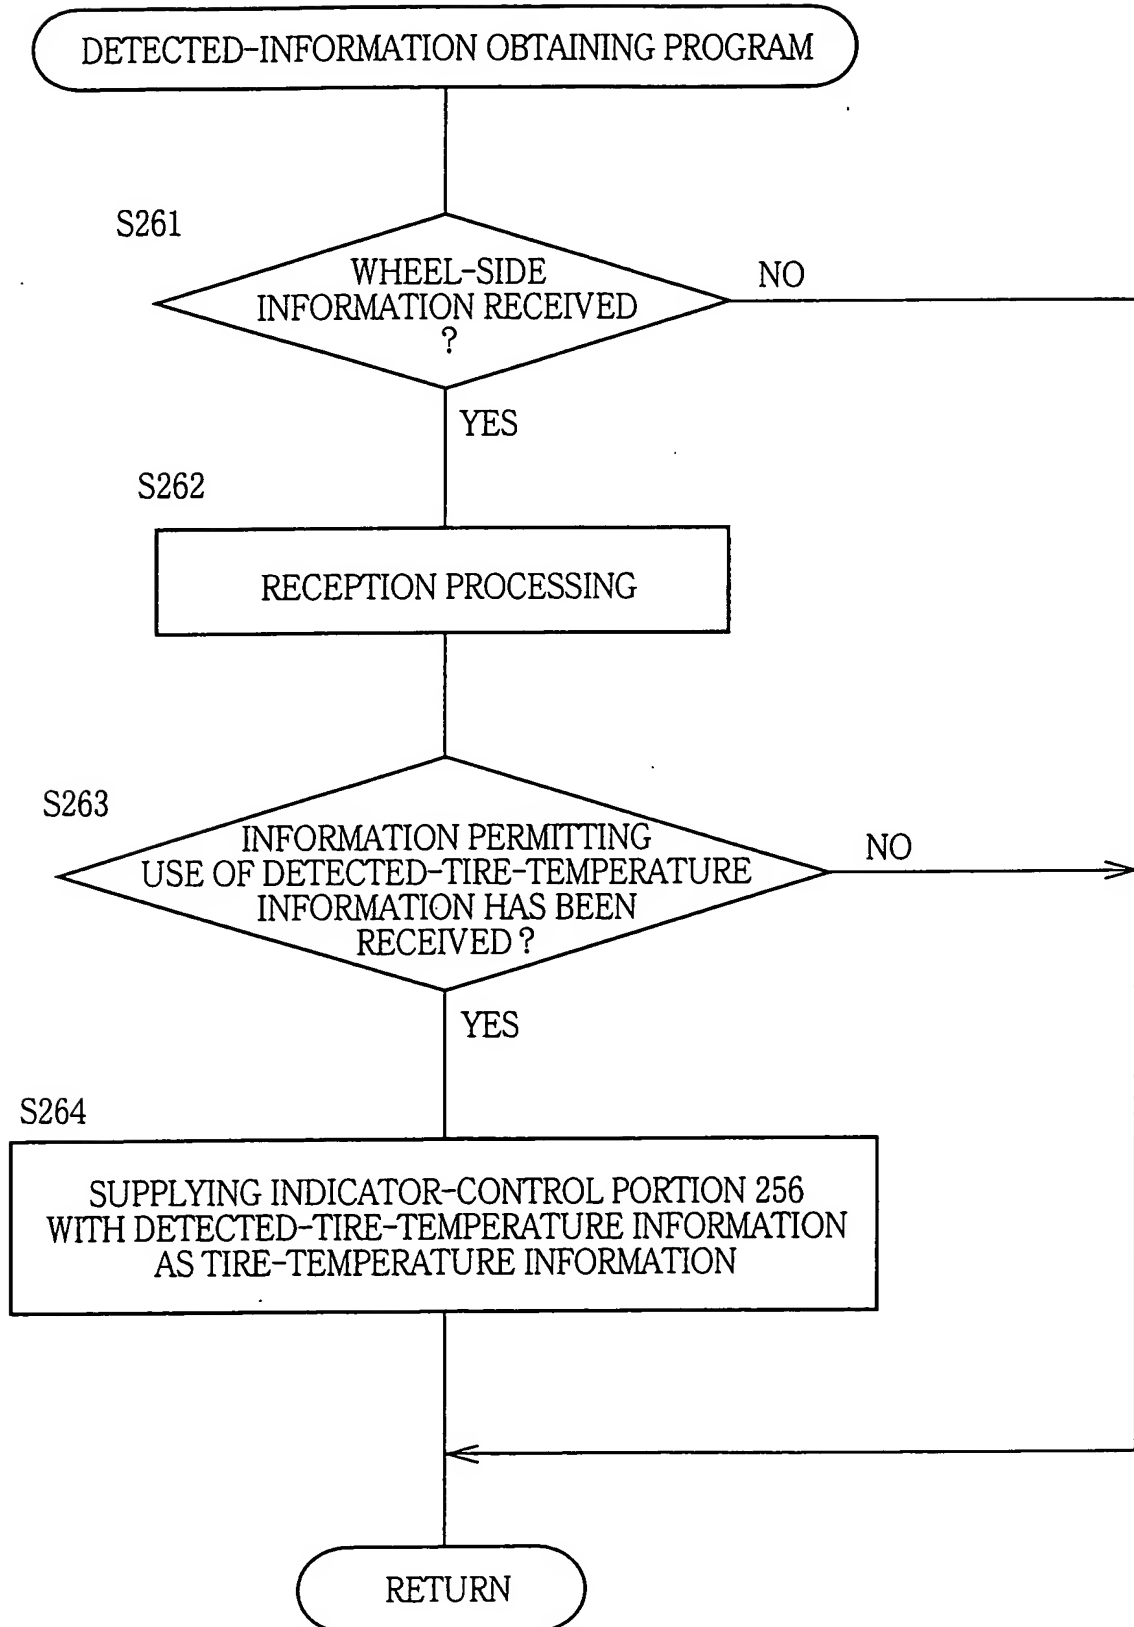 DETECTED-INFORMATION OBTAINING PROGRAM
S261
WHEEL-SIDE
INFORMATION RECEIVED
?
NO
YES
S262
RECEPTION PROCESSING
S263
INFORMATION PERMITTING
USE OF DETECTED-TIRE-TEMPERATURE
INFORMATION HAS BEEN
RECEIVED ?
NO
YES
S264
SUPPLYING INDICATOR-CONTROL PORTION 256
WITH DETECTED-TIRE-TEMPERATURE INFORMATION
AS TIRE-TEMPERATURE INFORMATION
RETURN